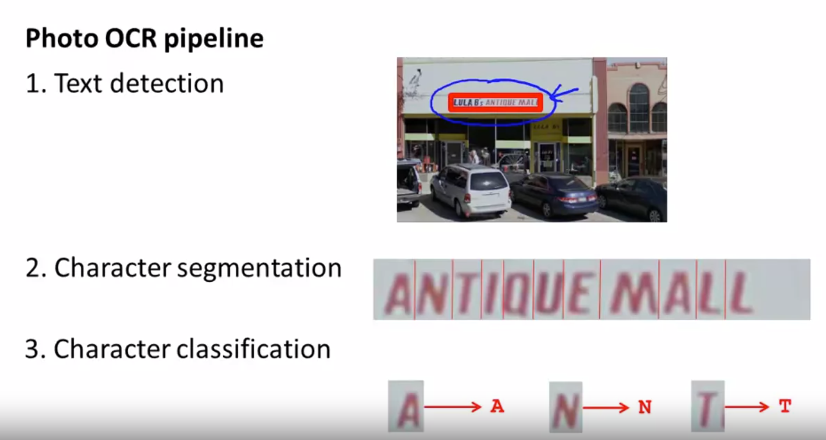 Photo OCR pipeline
1. Text detection
LULA B's ANTIQUE MALL
2. Character segmentation
ANTIQUE MALL
3. Character classification
A → A N → N T → T